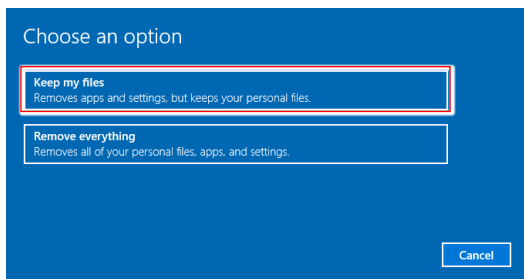 Choose an option
Keep my files
Removes apps and settings, but keeps your personal files.
Remove everything
Removes all of your personal files, apps, and settings.
Cancel